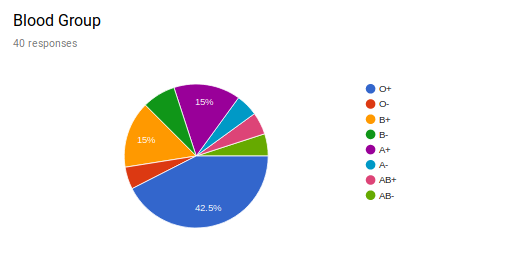 Blood Group
40 responses
15%
15%
42.5%
O+
O-
B+
B-
A+
A-
AB+
AB-